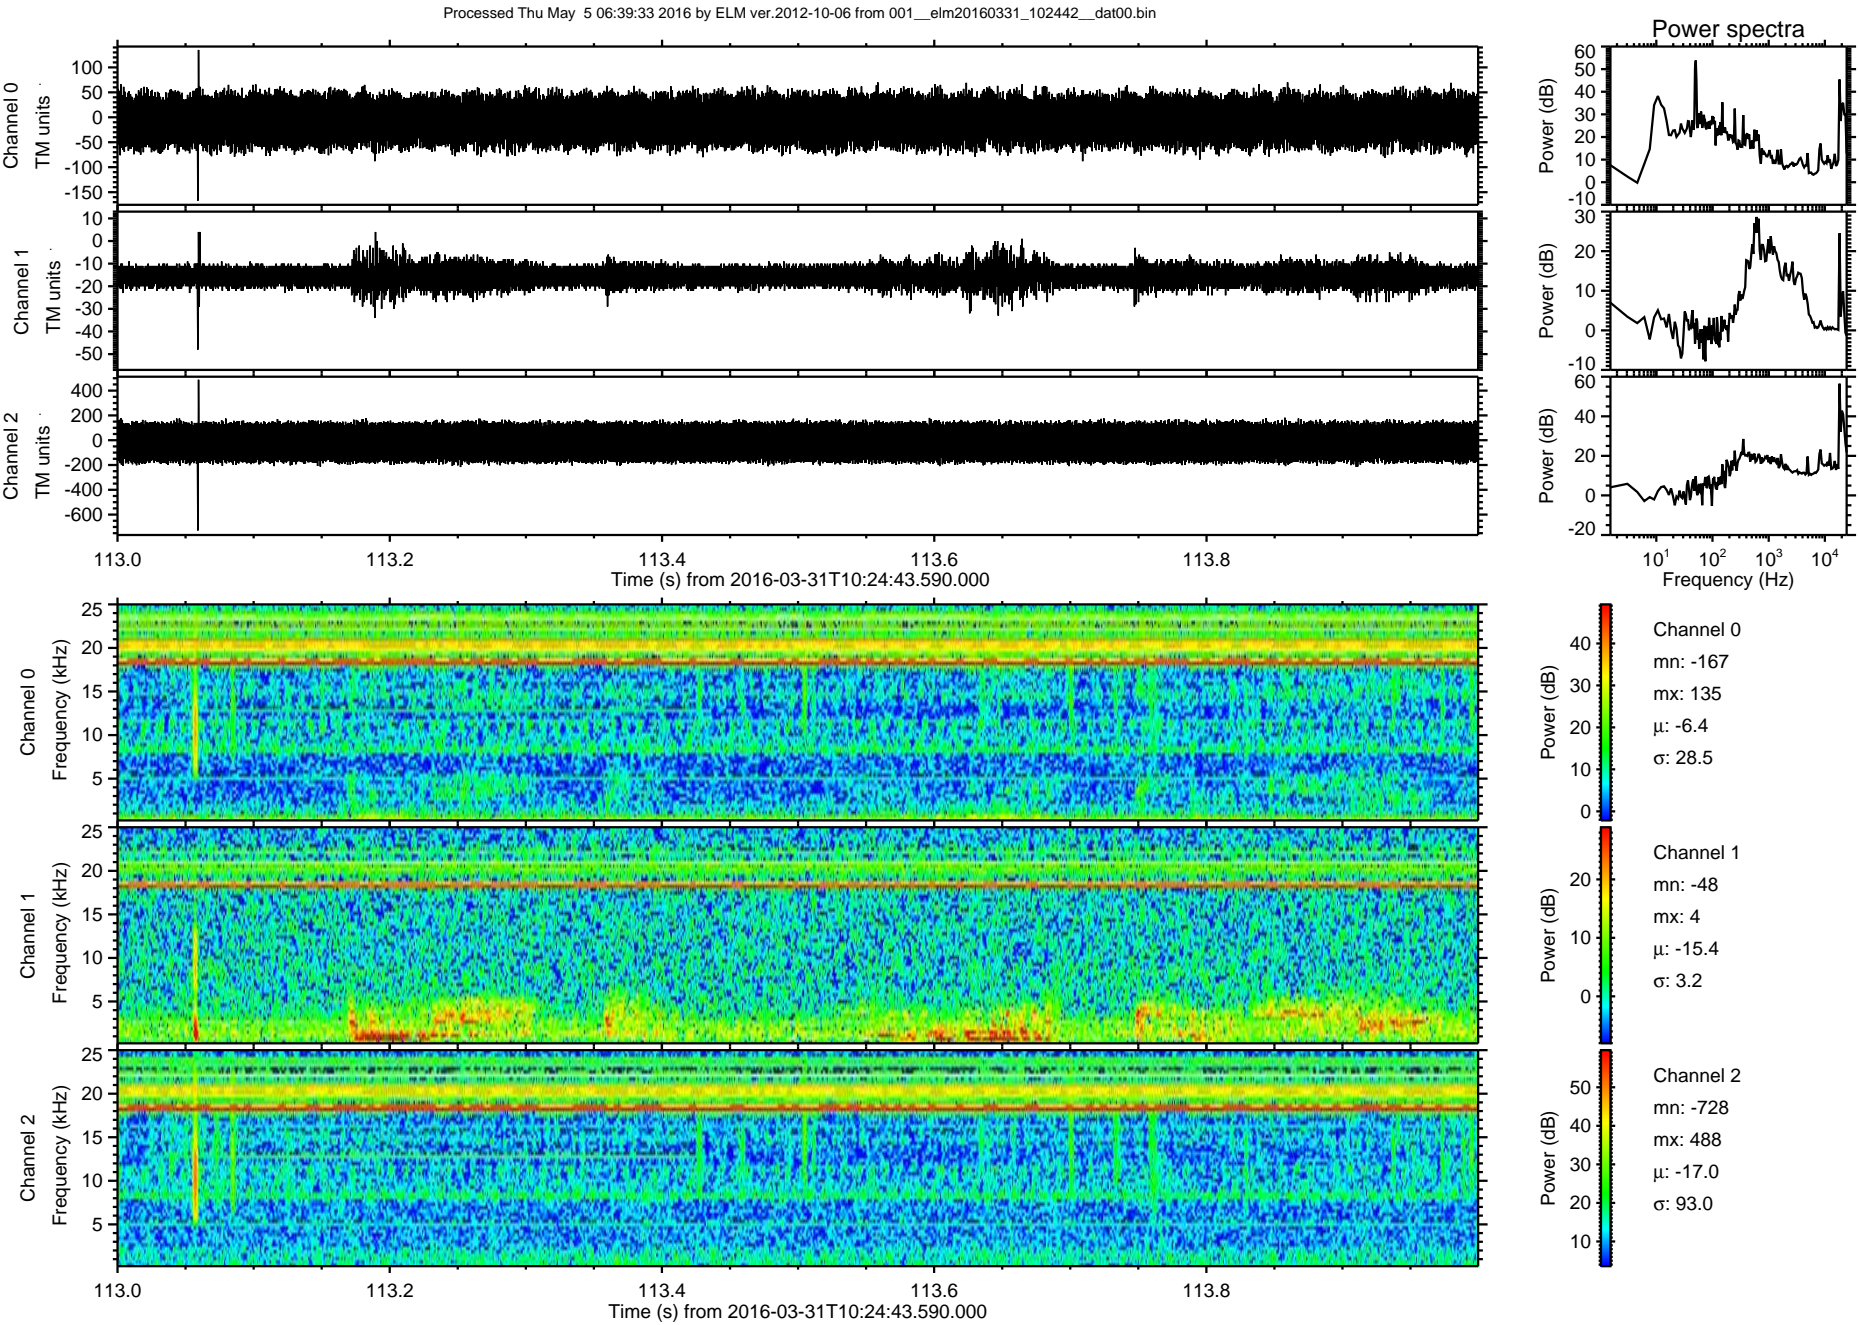 Processed Thu May  5 06:39:33 2016 by ELM ver.2012-10-06 from 001__elm20160331_102442__dat00.bin
Power spectra
Channel 0
TM units
100
50
0
-50
-100
-150
Power (dB)
60
50
40
30
20
10
0
-10
Channel 1
TM units
10
0
-10
-20
-30
-40
-50
Power (dB)
30
20
10
0
-10
Channel 2
TM units
400
200
0
-200
-400
-600
Power (dB)
60
40
20
0
-20
113.0 113.2 113.4 113.6 113.8
Time (s) from 2016-03-31T10:24:43.590.000
10¹ 10² 10³ 10⁴
Frequency (Hz)
Channel 0
Frequency (kHz)
25
20
15
10
5
Power (dB)
40
30
20
10
0
Channel 0
mn: -167
mx: 135
μ: -6.4
σ: 28.5
Channel 1
Frequency (kHz)
25
20
15
10
5
Power (dB)
20
10
0
Channel 1
mn: -48
mx: 4
μ: -15.4
σ: 3.2
Channel 2
Frequency (kHz)
25
20
15
10
5
Power (dB)
50
40
30
20
10
Channel 2
mn: -728
mx: 488
μ: -17.0
σ: 93.0
113.0 113.2 113.4 113.6 113.8
Time (s) from 2016-03-31T10:24:43.590.000